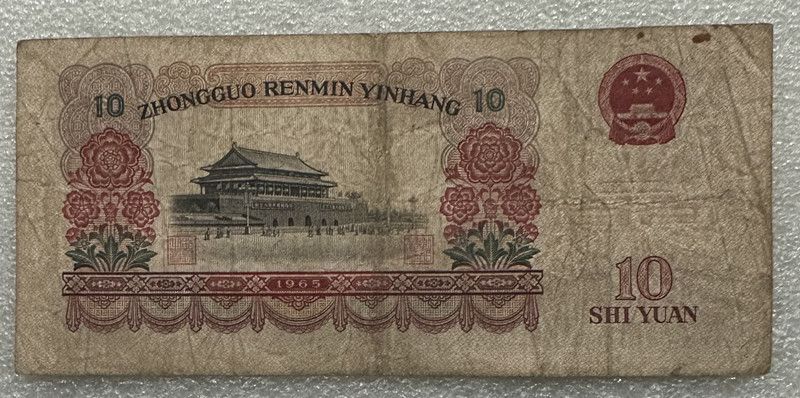 10 ZHONGGUO RENMIN YINHANG 10
1965
10
SHI YUAN